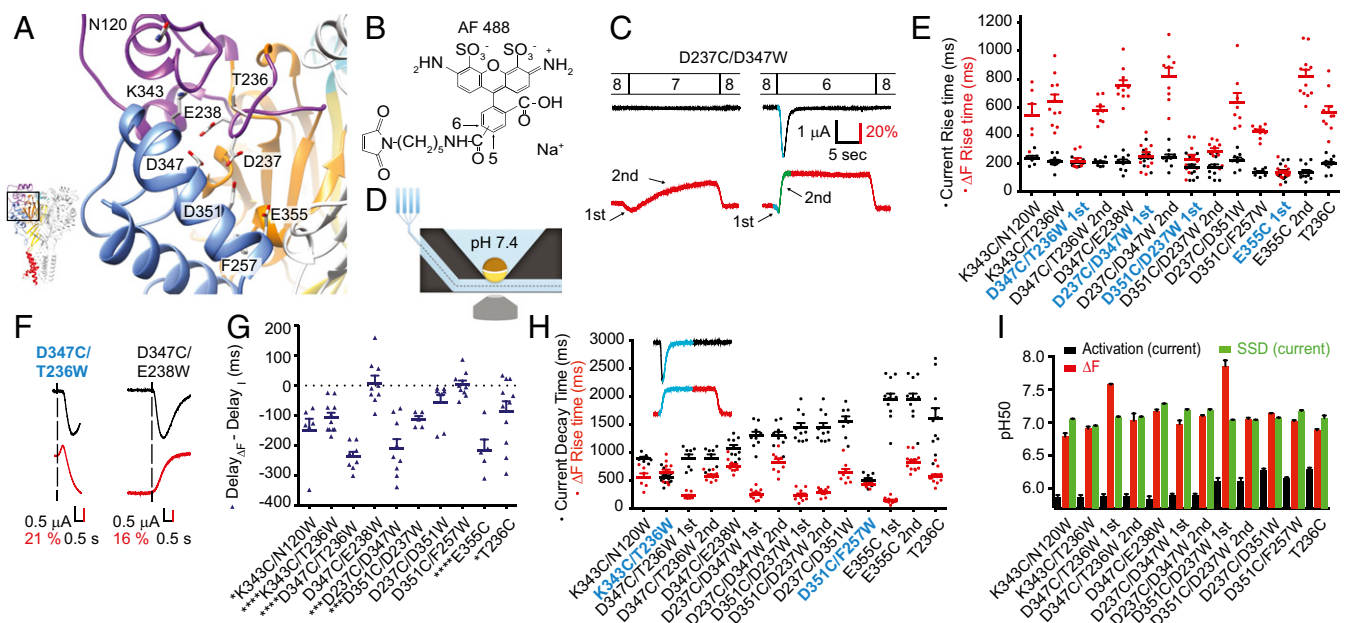 A
N120
K343
T236
E238
D347
D237
D351
E355
F257
B
AF 488
SO3-
SO3-
2HN
O
NH2
+
C-OH
O
6
5
N-(CH2)5-NH-C
O
O
O
Na+
C
D237C/D347W
8 7 8
8 6 8
1 µA 20%
5 sec
2nd
1st
2nd
1st
D
pH 7.4
E
• Current Rise time (ms)
• ΔF Rise time (ms)
1200
1000
800
600
400
200
0
K343C/N120W
K343C/T236W
D347C/T236W 1st
D347C/T236W 2nd
D347C/E238W
D237C/D347W 1st
D237C/D347W 2nd
D351C/D237W 1st
D351C/D237W 2nd
D237C/D351W
D351C/F257W
E355C 1st
E355C 2nd
T236C
F
D347C/
T236W
D347C/
E238W
0.5 µA
21 % 0.5 s
0.5 µA
16 % 0.5 s
G
▲ Delay ΔF - Delay I (ms)
200
100
0
-100
-200
-300
-400
*K343C/N120W
****K343C/T236W
****D347C/T236W
D347C/E238W
****D237C/D347W
***D351C/D237W
***D237C/D351W
D351C/F257W
****E355C
*T236C
H
• Current Decay Time (ms)
• ΔF Rise time (ms)
3000
2500
2000
1500
1000
500
0
K343C/N120W
K343C/T236W
D347C/T236W 1st
D347C/T236W 2nd
D347C/E238W
D237C/D347W 1st
D237C/D347W 2nd
D351C/D237W 1st
D351C/D237W 2nd
D237C/D351W
D351C/F257W
E355C 1st
E355C 2nd
T236C
I
Activation (current)
SSD (current)
ΔF
pH50
8.0
7.5
7.0
6.5
6.0
K343C/N120W
K343C/T236W
D347C/T236W 1st
D347C/T236W 2nd
D347C/E238W
D237C/D347W 1st
D237C/D347W 2nd
D351C/D237W 1st
D351C/D237W 2nd
D237C/D351W
D351C/F257W
T236C